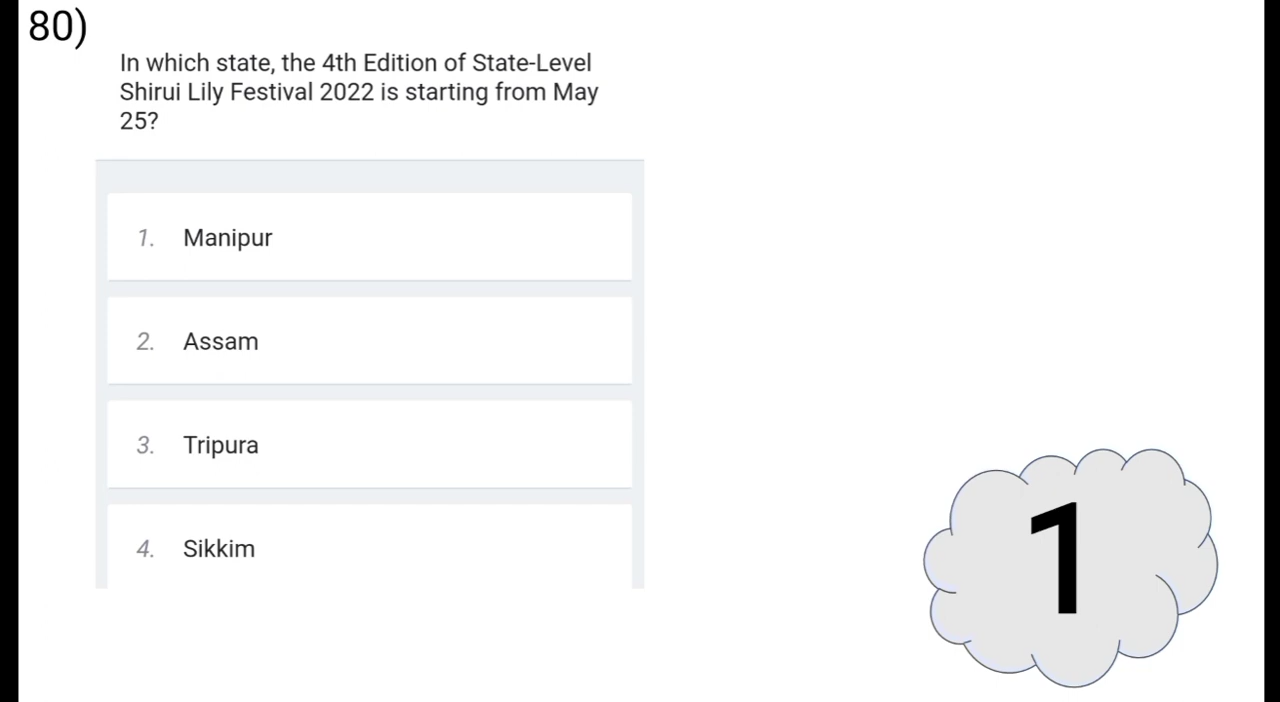 80)
In which state, the 4th Edition of State-Level
Shirui Lily Festival 2022 is starting from May
25?
1. Manipur
2. Assam
3. Tripura
4. Sikkim
1